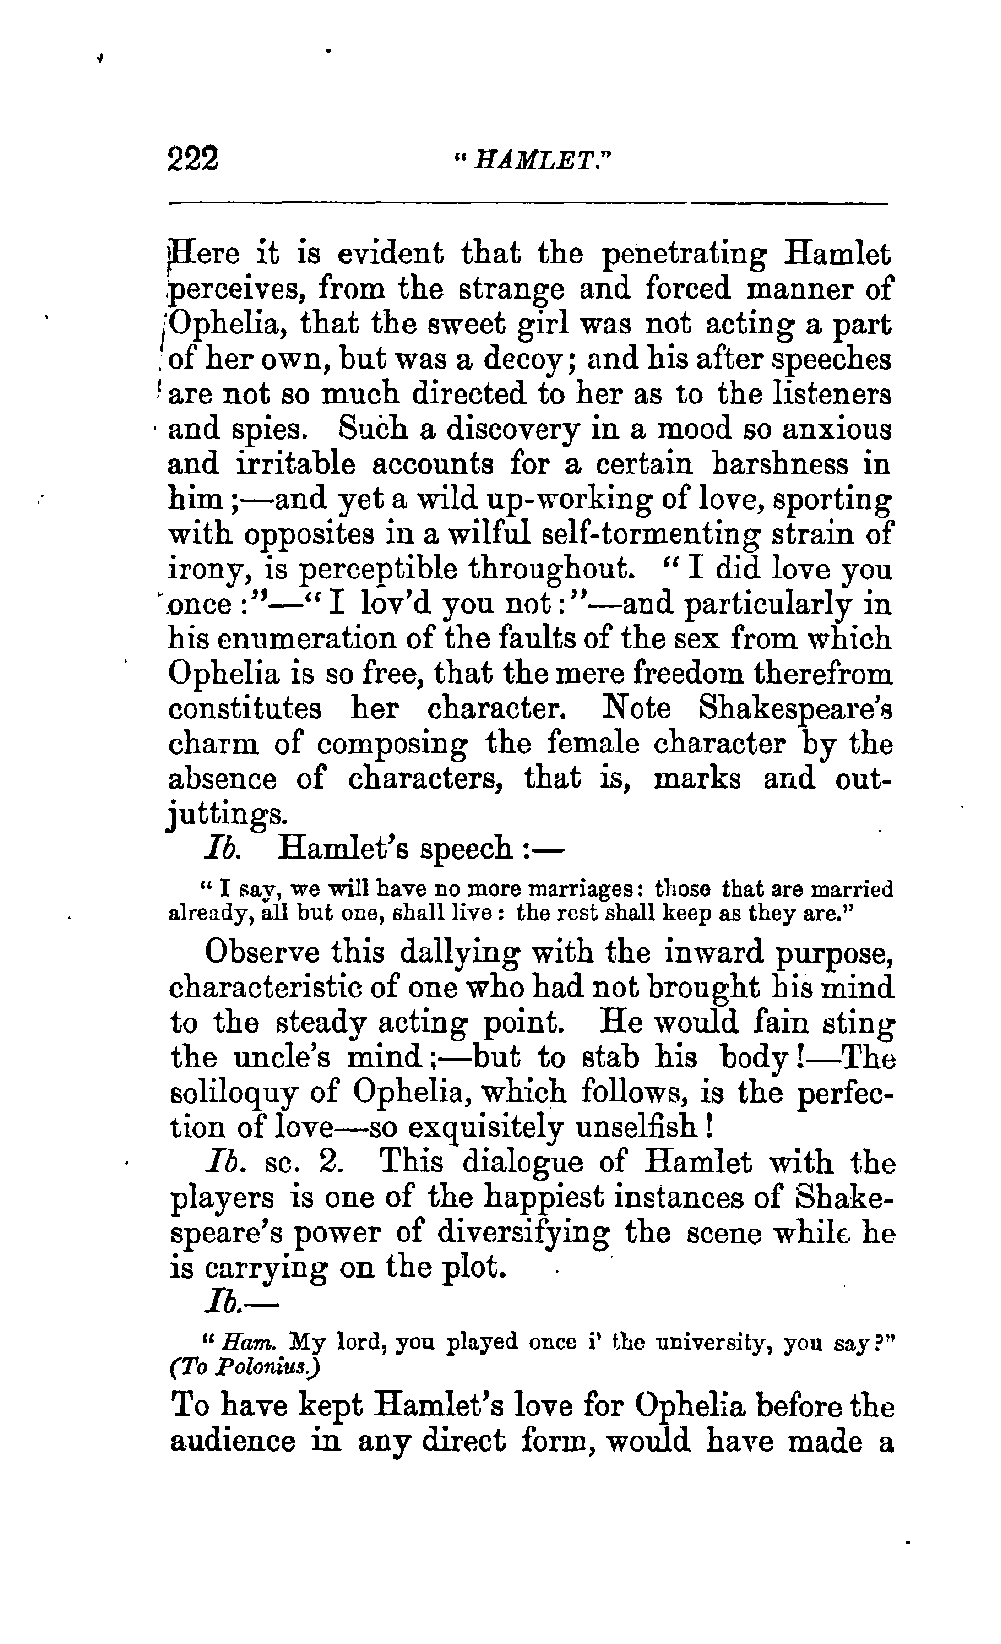 222 " HAMLET."
Here it is evident that the penetrating Hamlet
perceives, from the strange and forced manner of
Ophelia, that the sweet girl was not acting a part
of her own, but was a decoy; and his after speeches
are not so much directed to her as to the listeners
and spies. Such a discovery in a mood so anxious
and irritable accounts for a certain harshness in
him;—and yet a wild up-working of love, sporting
with opposites in a wilful self-tormenting strain of
irony, is perceptible throughout. "I did love you
once:"—"I lov'd you not:"—and particularly in
his enumeration of the faults of the sex from which
Ophelia is so free, that the mere freedom therefrom
constitutes her character. Note Shakespeare's
charm of composing the female character by the
absence of characters, that is, marks and out-
juttings.
Ib. Hamlet's speech:—
"I say, we will have no more marriages: those that are married
already, all but one, shall live: the rest shall keep as they are."
Observe this dallying with the inward purpose,
characteristic of one who had not brought his mind
to the steady acting point. He would fain sting
the uncle's mind;—but to stab his body!—The
soliloquy of Ophelia, which follows, is the perfec-
tion of love—so exquisitely unselfish!
Ib. sc. 2. This dialogue of Hamlet with the
players is one of the happiest instances of Shake-
speare's power of diversifying the scene while he
is carrying on the plot.
Ib.—
"Ham. My lord, you played once i' the university, you say?"
(To Polonius.)
To have kept Hamlet's love for Ophelia before the
audience in any direct form, would have made a